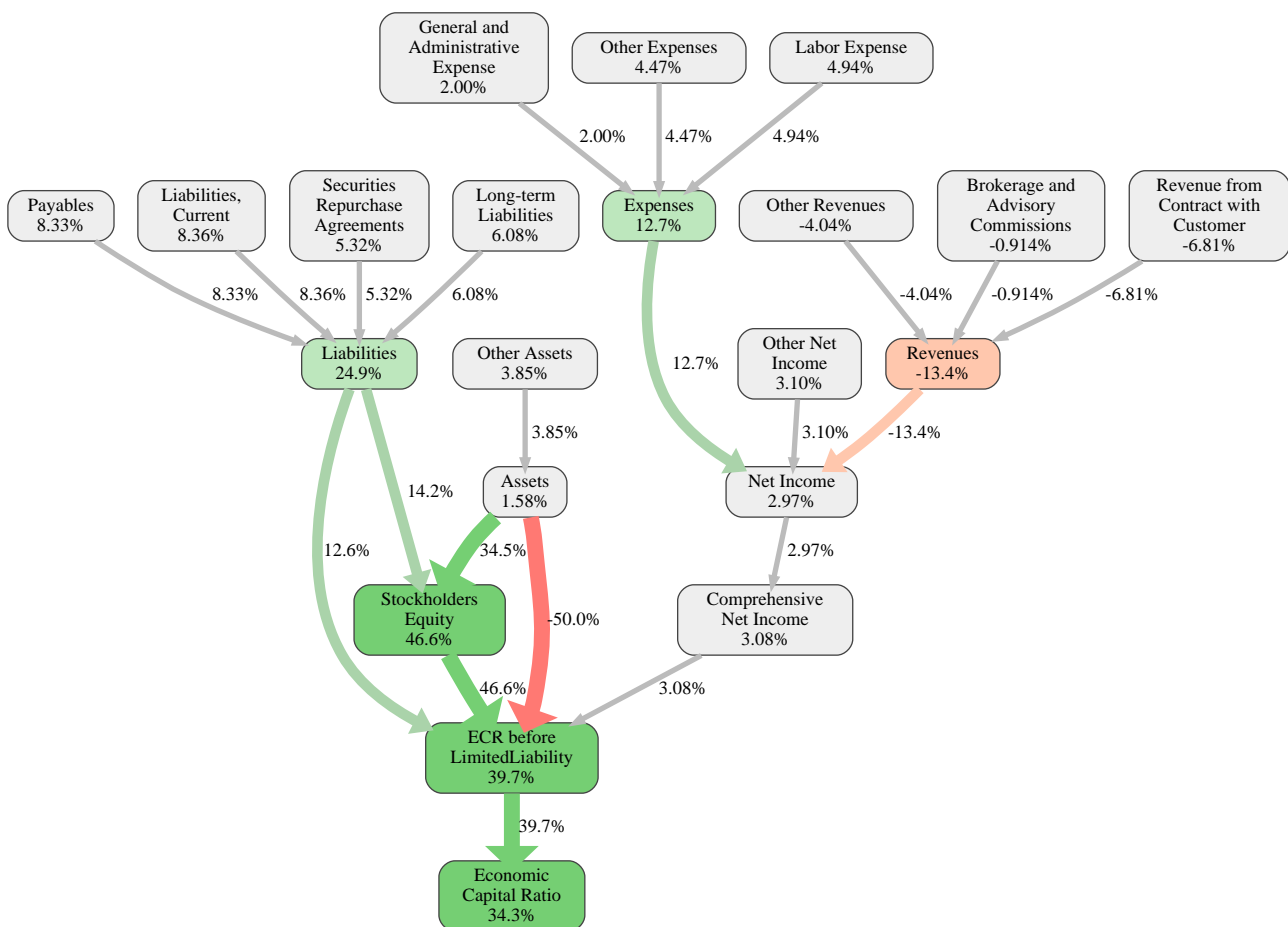 General and
Administrative
Expense
2.00%
Other Expenses
4.47%
Labor Expense
4.94%
2.00%
4.47%
4.94%
Payables
8.33%
Liabilities,
Current
8.36%
Securities
Repurchase
Agreements
5.32%
Long-term
Liabilities
6.08%
Expenses
12.7%
Other Revenues
-4.04%
Brokerage and
Advisory
Commissions
-0.914%
Revenue from
Contract with
Customer
-6.81%
8.33%
8.36%
5.32%
6.08%
-4.04%
-0.914%
-6.81%
Liabilities
24.9%
Other Assets
3.85%
12.7%
Other Net
Income
3.10%
Revenues
-13.4%
3.85%
3.10%
-13.4%
14.2%
Assets
1.58%
Net Income
2.97%
12.6%
34.5%
2.97%
Stockholders
Equity
46.6%
-50.0%
Comprehensive
Net Income
3.08%
46.6%
3.08%
ECR before
LimitedLiability
39.7%
39.7%
Economic
Capital Ratio
34.3%